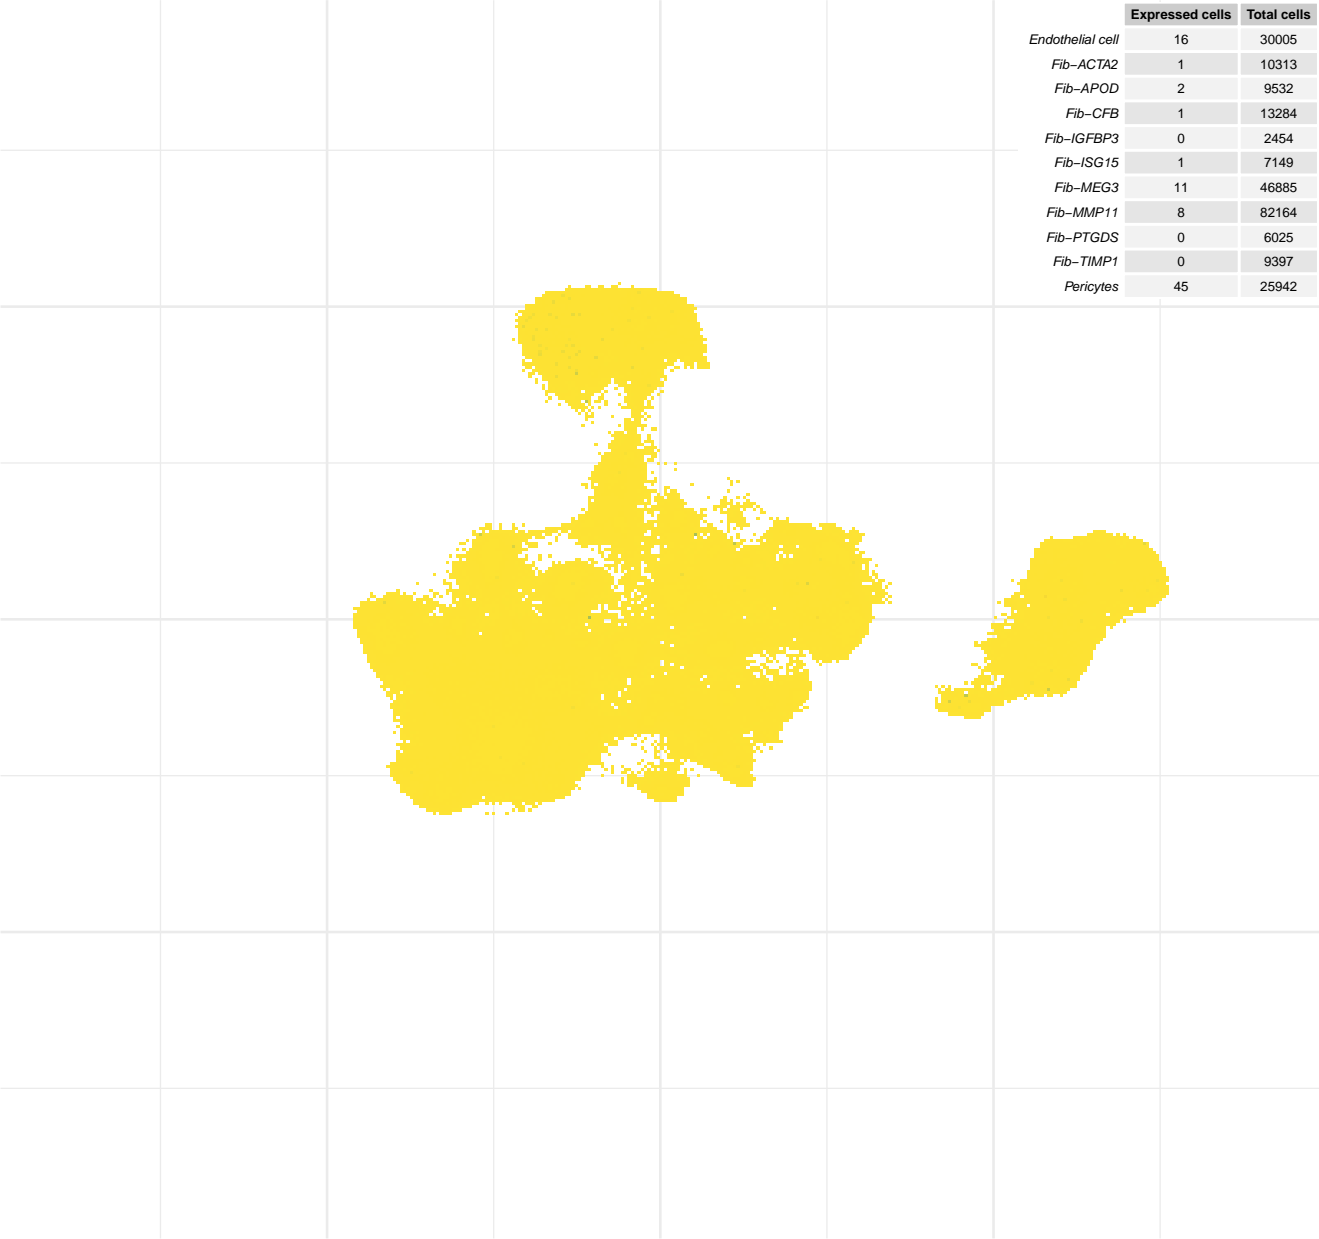 Expressed cells Total cells
Endothelial cell 16 30005
Fib−ACTA2 1 10313
Fib−APOD 2 9532
Fib−CFB 1 13284
Fib−IGFBP3 0 2454
Fib−ISG15 1 7149
Fib−MEG3 11 46885
Fib−MMP11 8 82164
Fib−PTGDS 0 6025
Fib−TIMP1 0 9397
Pericytes 45 25942